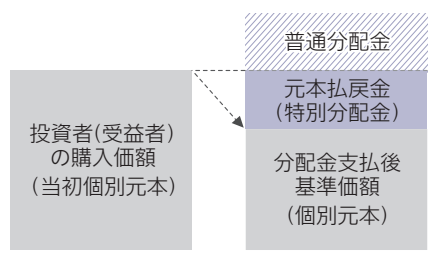 普通分配金
元本払戻金
(特別分配金)
投資者(受益者)
の購入価額
(当初個別元本)
分配金支払後
基準価額
(個別元本)